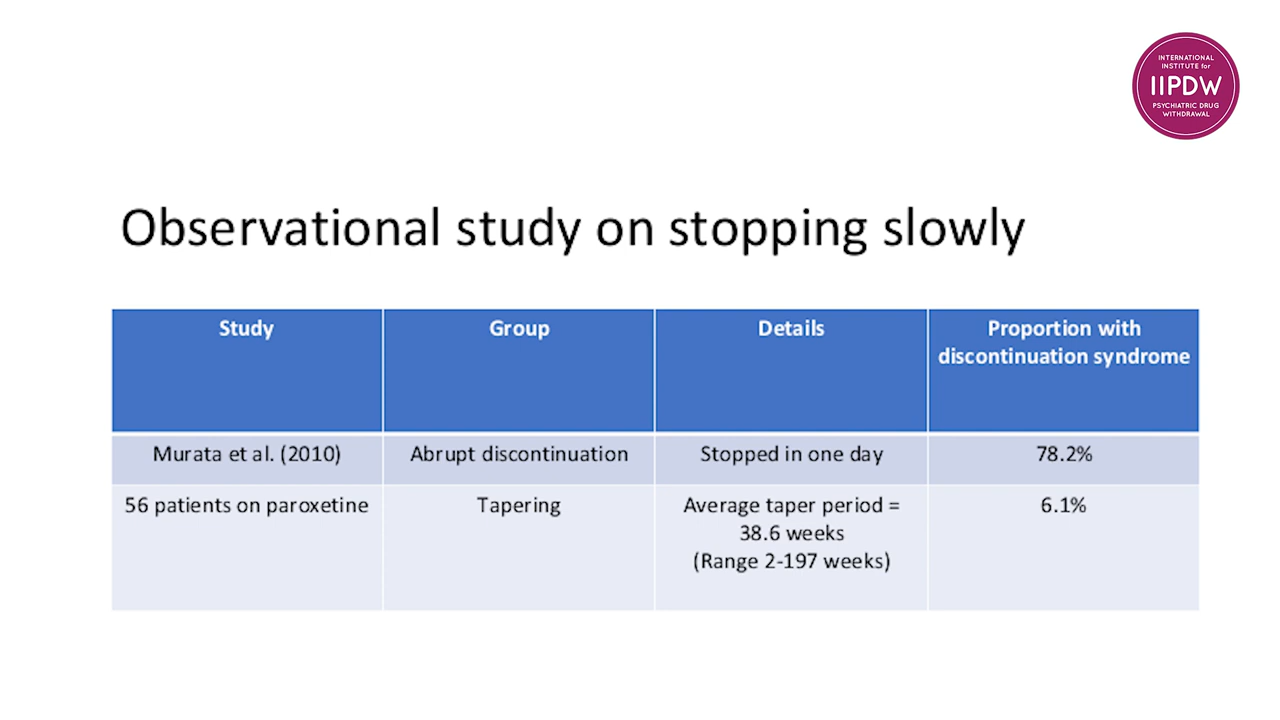 INTERNATIONAL
INSTITUTE for
IIPDW
PSYCHIATRIC DRUG
WITHDRAWAL
Observational study on stopping slowly
Study
Group
Details
Proportion with
discontinuation syndrome
Murata et al. (2010)
Abrupt discontinuation
Stopped in one day
78.2%
56 patients on paroxetine
Tapering
Average taper period =
38.6 weeks
(Range 2-197 weeks)
6.1%